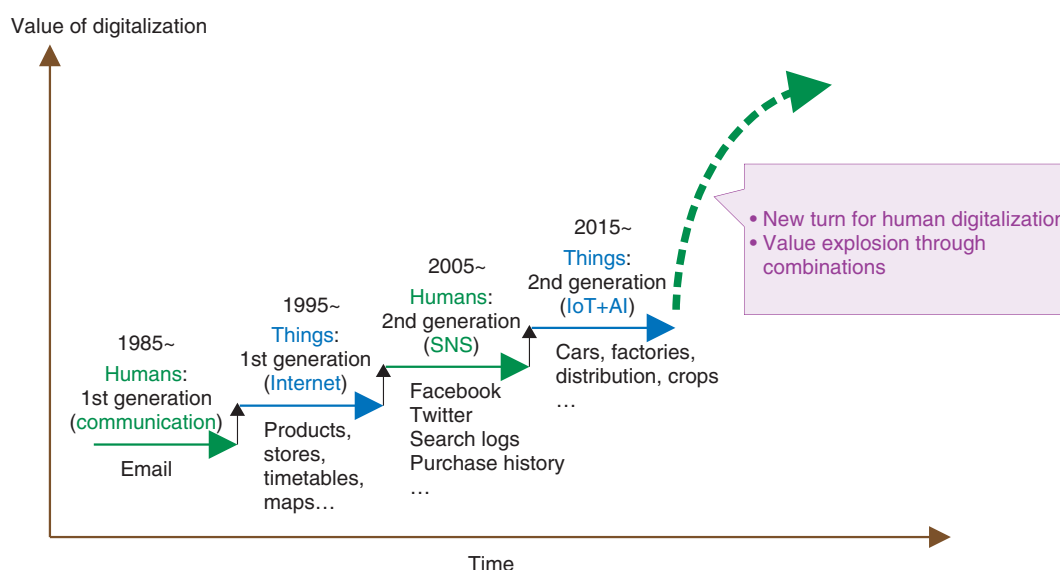 Value of digitalization
1985~
Humans:
1st generation
(communication)
Email
1995~
Things:
1st generation
(Internet)
Products,
stores,
timetables,
maps…
2005~
Humans:
2nd generation
(SNS)
Facebook
Twitter
Search logs
Purchase history
…
2015~
Things:
2nd generation
(IoT+AI)
Cars, factories,
distribution, crops
…
• New turn for human digitalization
• Value explosion through
combinations
Time